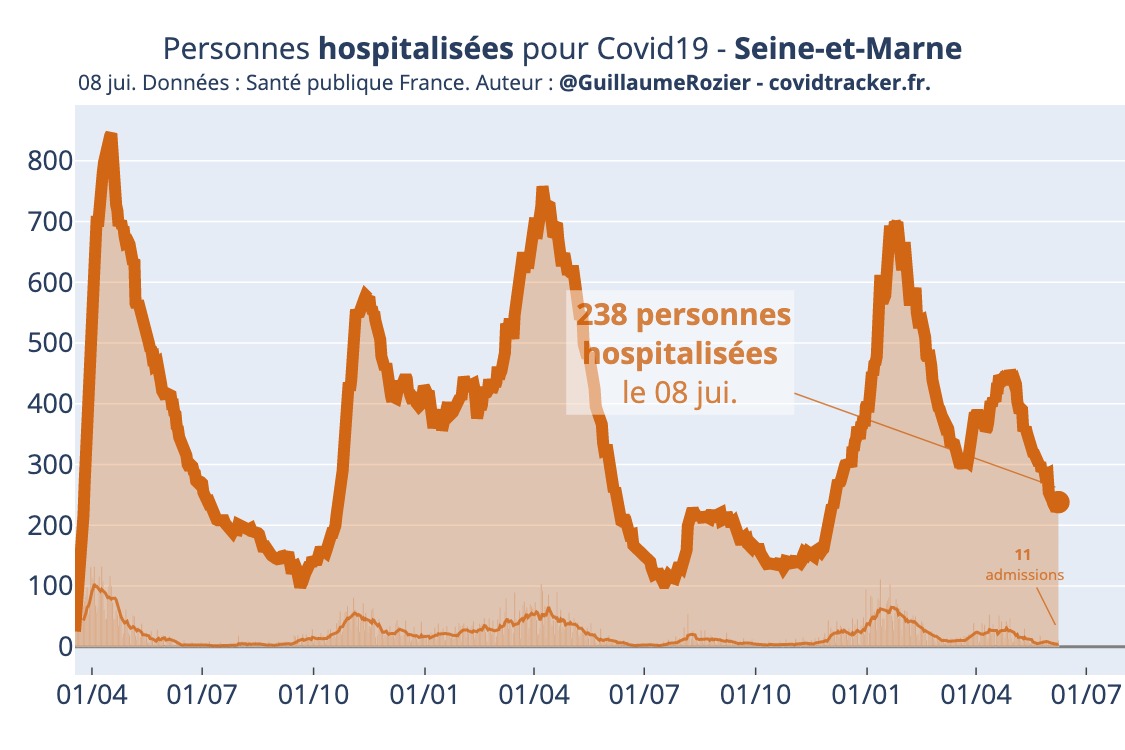 Personnes hospitalisées pour Covid19 - Seine-et-Marne
08 jui. Données : Santé publique France. Auteur : @GuillaumeRozier - covidtracker.fr.
800
700
600
500
400
300
200
100
0
238 personnes
hospitalisées
le 08 jui.
11
admissions
01/04 01/07 01/10 01/01 01/04 01/07 01/10 01/01 01/04 01/07